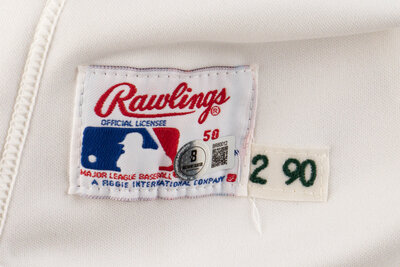 Rawlings®
OFFICIAL LICENSEE
50
MAJOR LEAGUE BASEBALL
A FIGGIE INTERNATIONAL COMPANY
2 90